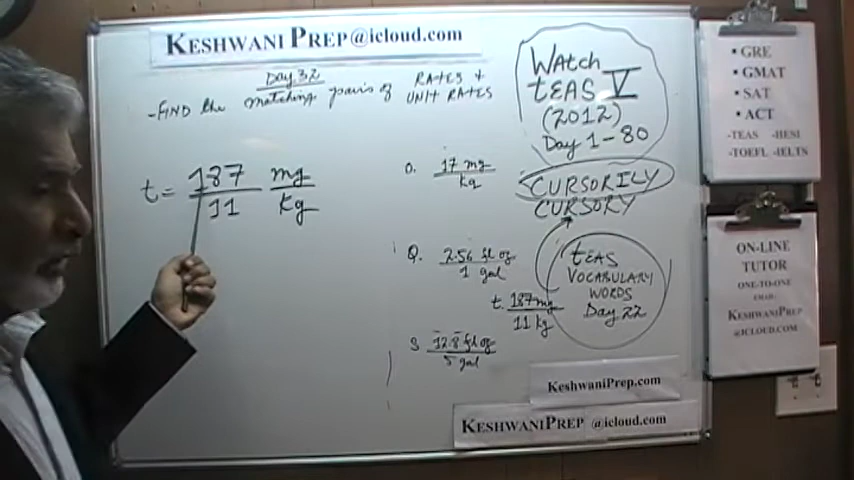 KESHWANI PREP@icloud.com
Day 32
-FIND the matching pairs of RATES + UNIT RATES
t = 187 mg
11 Kg
O. 17 mg
Kg
Q. 2.56 fl oz
1 gal
t. 187 mg
11 Kg
S 12.8 fl oz
5 gal
WAtch
tEAS V
(2012)
Day 1-80
CURSORILY
CURSORY
tEAS
VOCABULARY
WORDS
Day 22
• GRE
• GMAT
• SAT
• ACT
-TEAS -HESI
-TOEFL -IELTS
ON-LINE
TUTOR
ONE-TO-ONE
KESHWANIPREP
@ICLOUD.COM
KESHWANIPREP.COM
KESHWANIPREP @icloud.com